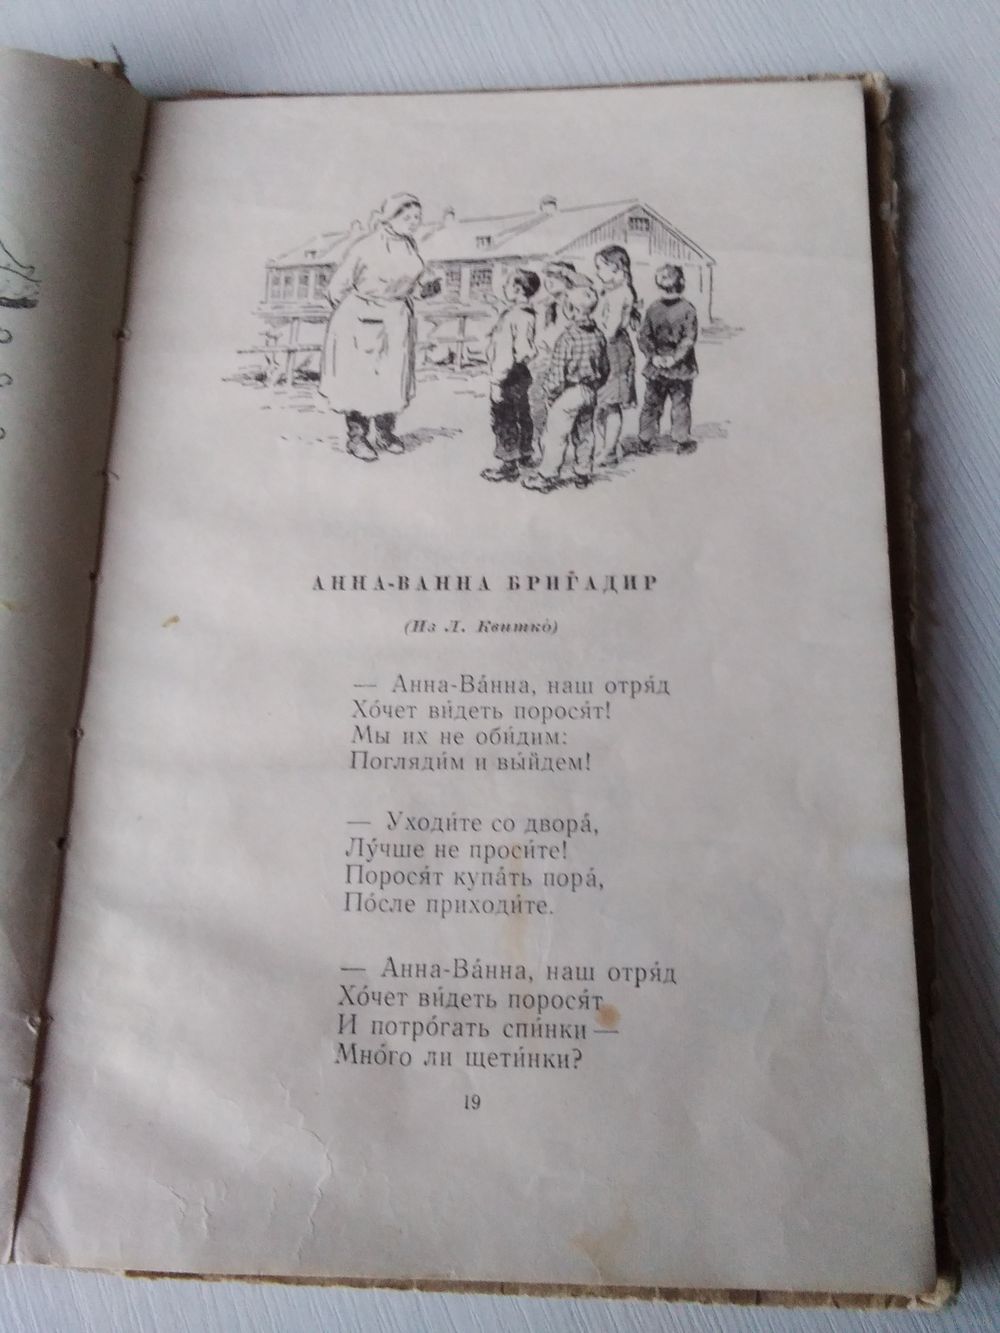 АННА-ВАННА БРИГАДИР
(Из Л. Квитко́)
— Анна-Ва́нна, наш отря́д
Хо́чет ви́деть порося́т!
Мы их не оби́дим:
Погляди́м и вы́йдем!
— Уходи́те со двора́,
Лу́чше не проси́те!
Порося́т купа́ть пора́,
По́сле приходи́те.
— Анна-Ва́нна, наш отря́д
Хо́чет ви́деть порося́т
И потро́гать спи́нки —
Мно́го ли щети́нки?
19